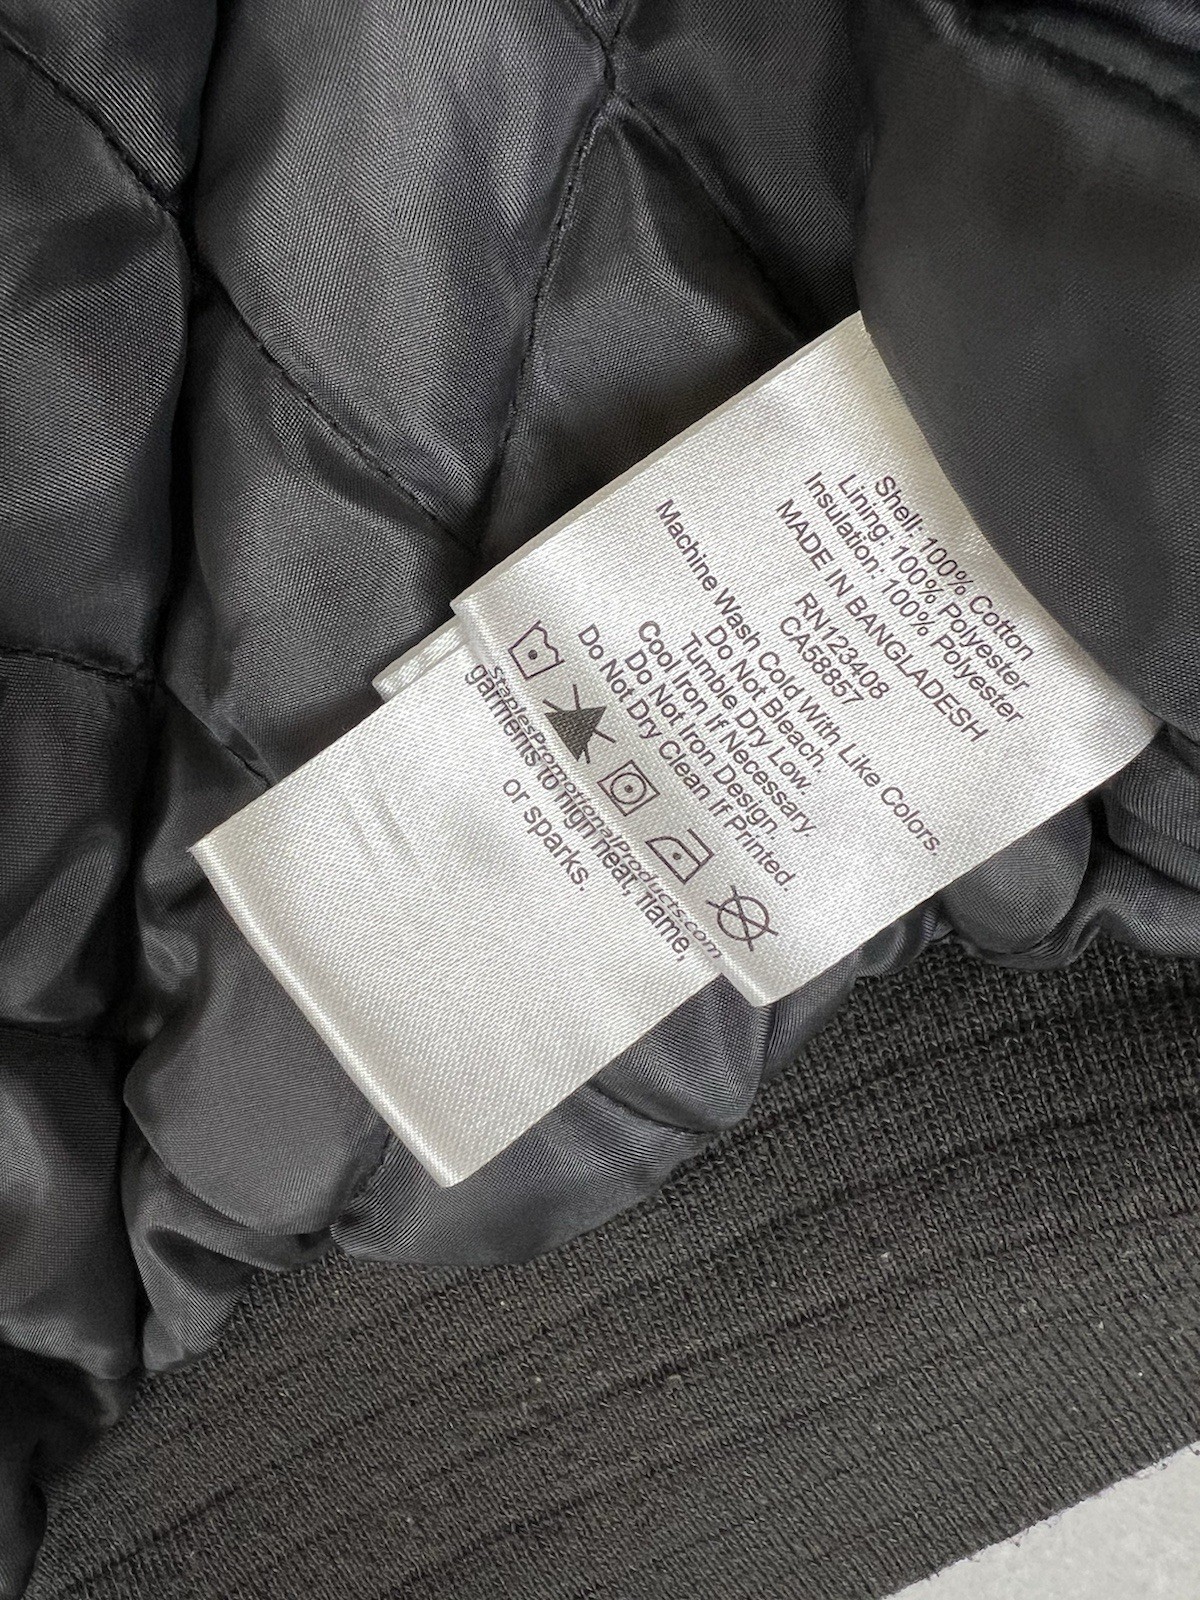 Shell: 100% Cotton
Lining: 100% Polyester
Insulation: 100% Polyester
MADE IN BANGLADESH
RN123408
CA58857
Machine Wash Cold With Like Colors.
Do Not Bleach.
Tumble Dry Low.
Cool Iron If Necessary.
Do Not Iron Design.
Do Not Dry Clean If Printed.
StaplesPromotionalProducts.com
garments to high heat, flame,
or sparks.